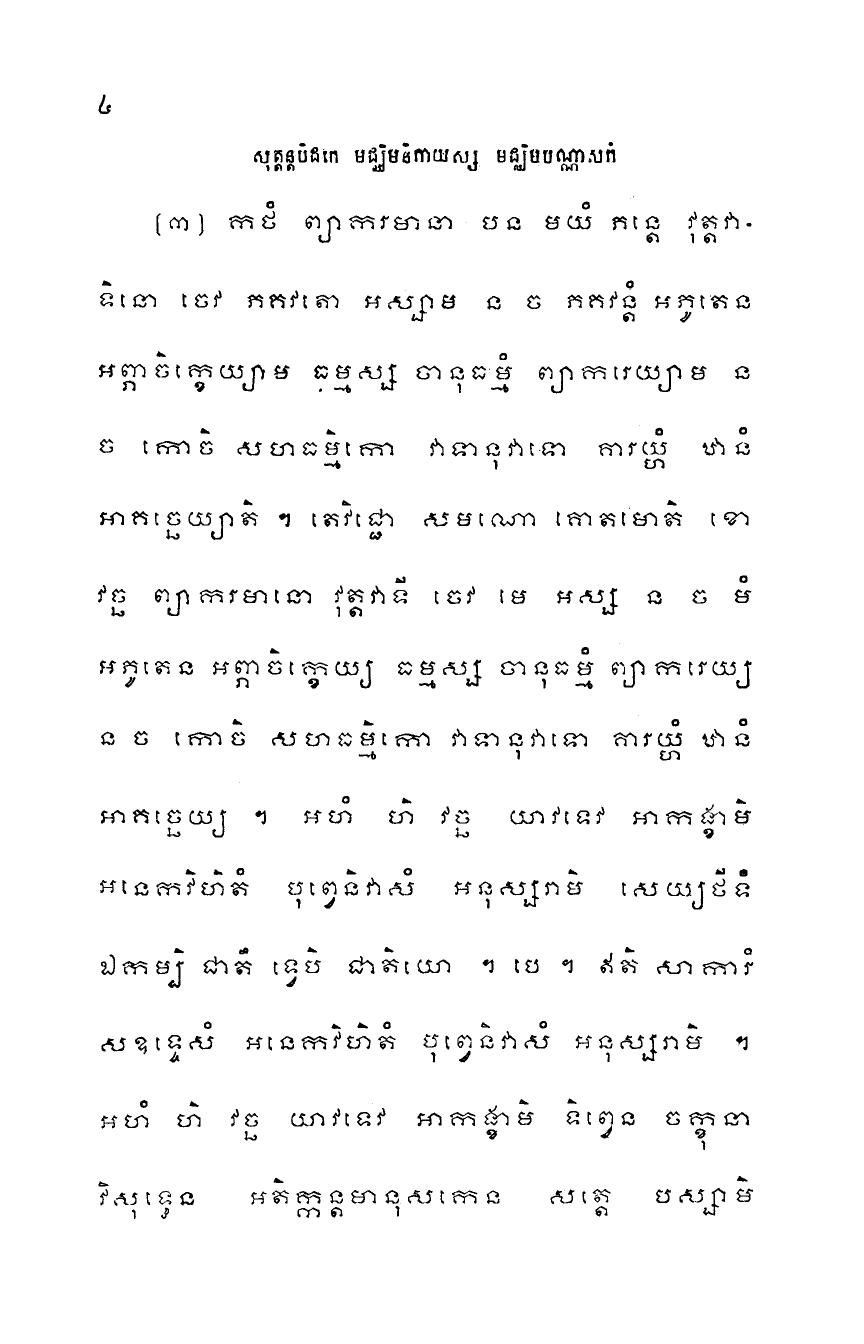 ៤
សុត្តន្តបិដកេ មជ្ឈិមនិកាយស្ស មជ្ឈិមបណ្ណាសកំ
(៣) កថំ ព្យាករមានា បន មយំ ភន្តេ វុត្តវា-
ទិនោ ចេវ ភគវតោ អស្សាម ន ច ភគវន្តំ អភូតេន
អព្ភាចិក្ខេយ្យាម ធម្មស្ស ចានុធម្មំ ព្យាករេយ្យាម ន
ច កោចិ សហធម្មិកោ វាទានុវាទោ គារយ្ហំ ឋានំ
អាគច្ឆេយ្យាតិ ។ តេវិជ្ជោ សមណោ គោតមោតិ ខោ
វច្ឆ ព្យាករមានោ វុត្តវាទី ចេវ មេ អស្ស ន ច មំ
អភូតេន អព្ភាចិក្ខេយ្យ ធម្មស្ស ចានុធម្មំ ព្យាករេយ្យ
ន ច កោចិ សហធម្មិកោ វាទានុវាទោ គារយ្ហំ ឋានំ
អាគច្ឆេយ្យ ។ អហំ ហិ វច្ឆ យាវទេវ អាកង្ខាមិ
អនេកវិហិតំ បុព្វេនិវាសំ អនុស្សរាមិ សេយ្យថីទំ
ឯកម្បិ ជាតឹ ទ្វេបិ ជាតិយោ ។ បេ ។ ឥតិ សាការំ
សឧទ្ទេសំ អនេកវិហិតំ បុព្វេនិវាសំ អនុស្សរាមិ ។
អហំ ហិ វច្ឆ យាវទេវ អាកង្ខាមិ ទិព្វេន ចក្ខុនា
វិសុទ្ធេន អតិក្កន្តមានុសកេន សត្តេ បស្សាមិ